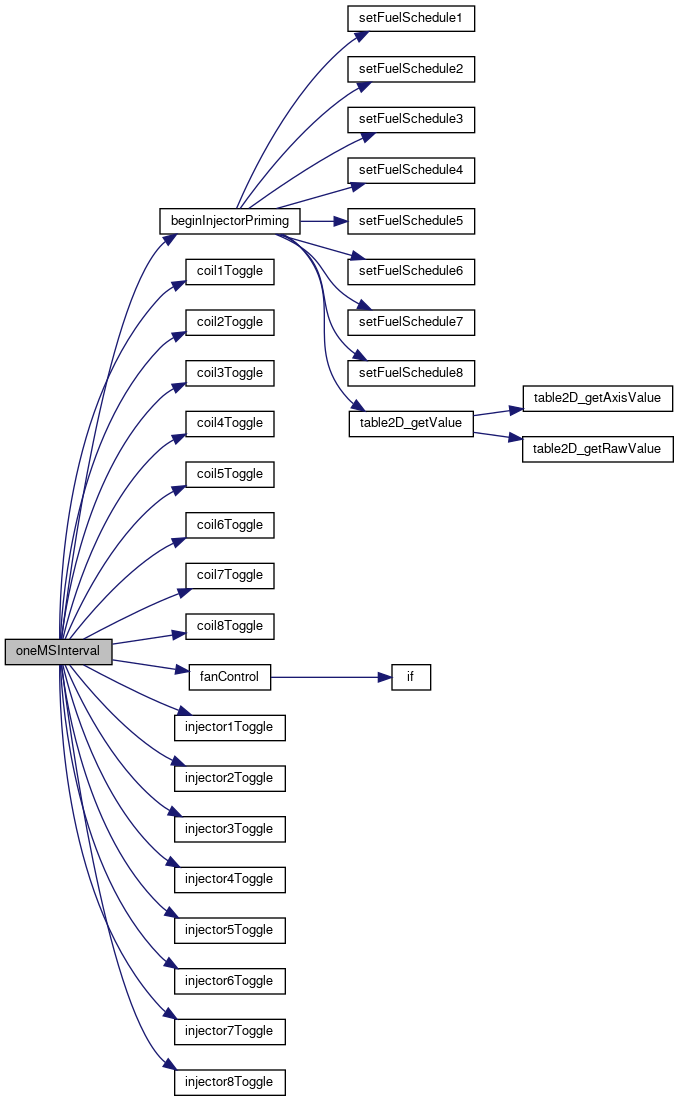 setFuelSchedule1
setFuelSchedule2
setFuelSchedule3
setFuelSchedule4
beginInjectorPriming
setFuelSchedule5
coil1Toggle
setFuelSchedule6
coil2Toggle
setFuelSchedule7
coil3Toggle
setFuelSchedule8
table2D_getAxisValue
coil4Toggle
table2D_getValue
table2D_getRawValue
coil5Toggle
coil6Toggle
coil7Toggle
coil8Toggle
oneMSInterval
fanControl
if
injector1Toggle
injector2Toggle
injector3Toggle
injector4Toggle
injector5Toggle
injector6Toggle
injector7Toggle
injector8Toggle